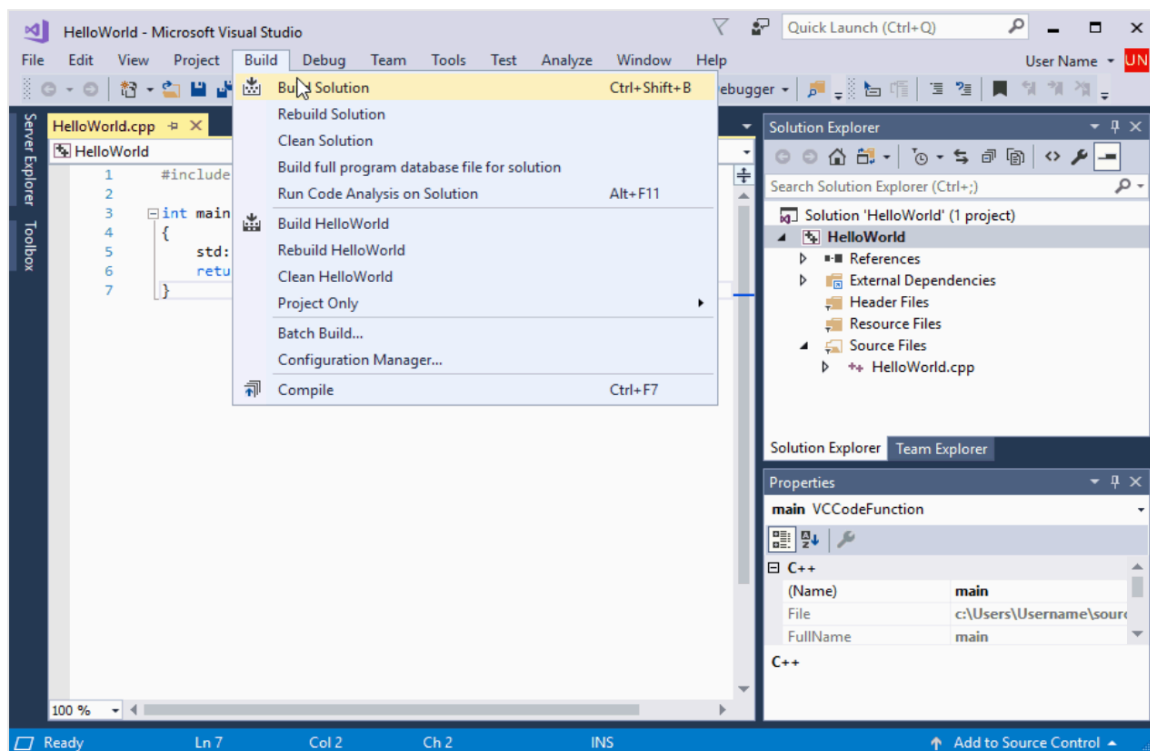 HelloWorld - Microsoft Visual Studio
Quick Launch (Ctrl+Q)
File Edit View Project Build Debug Team Tools Test Analyze Window Help
User Name UN
Build Solution Ctrl+Shift+B
ebugger
Rebuild Solution
Clean Solution
Build full program database file for solution
Run Code Analysis on Solution Alt+F11
Build HelloWorld
Rebuild HelloWorld
Clean HelloWorld
Project Only
Batch Build...
Configuration Manager...
Compile Ctrl+F7
Server Explorer
Toolbox
HelloWorld.cpp
HelloWorld
1 #include
2
3 int main
4 {
5 std:
6 retu
7 }
100 %
Solution Explorer
Search Solution Explorer (Ctrl+;)
Solution 'HelloWorld' (1 project)
HelloWorld
References
External Dependencies
Header Files
Resource Files
Source Files
++ HelloWorld.cpp
Solution Explorer Team Explorer
Properties
main VCCodeFunction
C++
(Name) main
File c:\Users\Username\sour
FullName main
C++
Ready Ln 7 Col 2 Ch 2 INS Add to Source Control